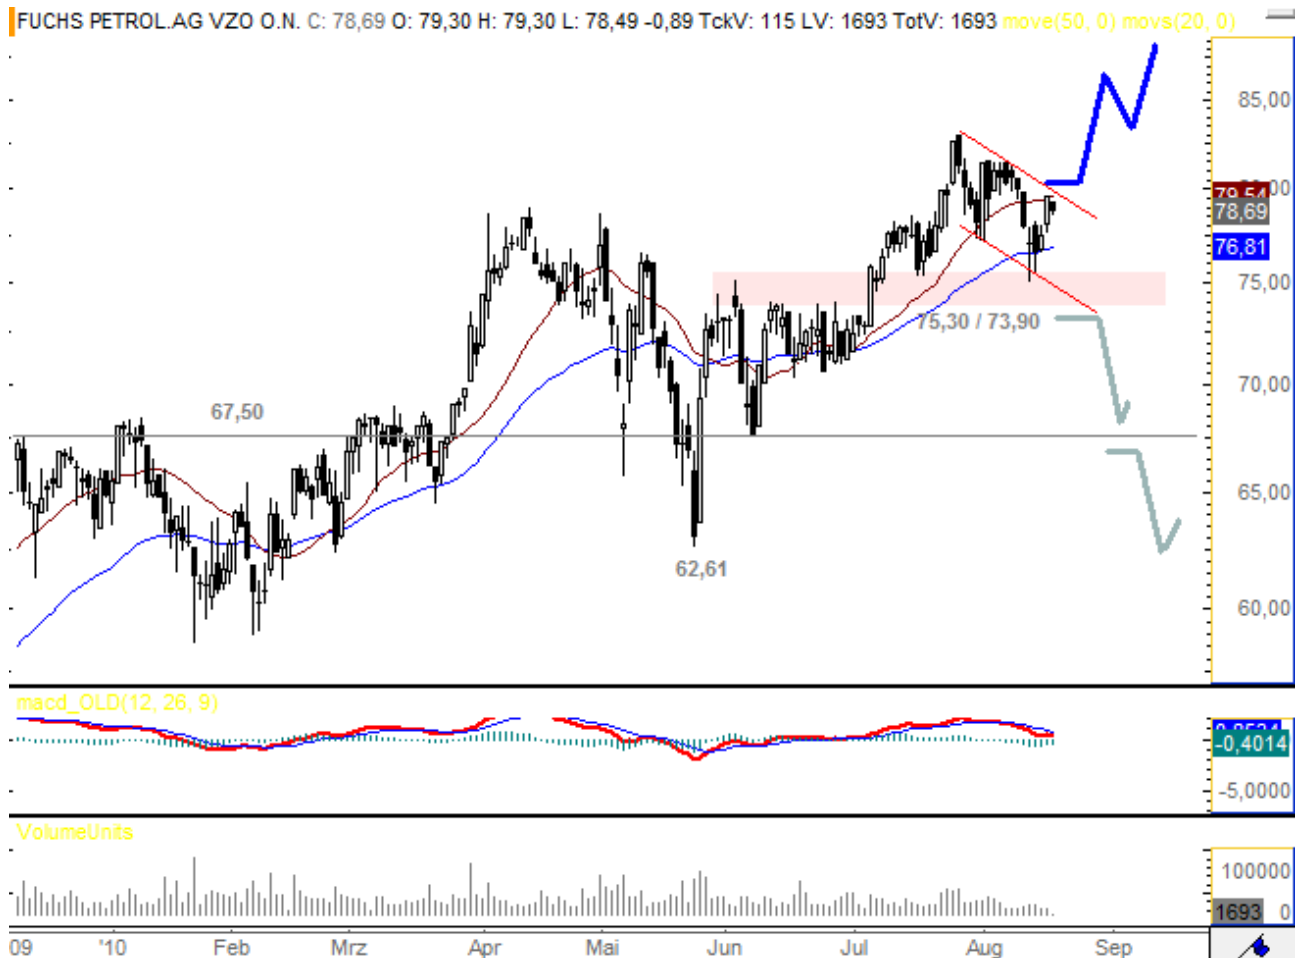 FUCHS PETROL.AG VZO O.N. C: 78,69 O: 79,30 H: 79,30 L: 78,49 -0,89 TckV: 115 LV: 1693 TotV: 1693 move(50, 0) movs(20, 0)
85,00
79,54
78,69
76,81
75,00
75,30 / 73,90
70,00
67,50
65,00
62,61
60,00
macd_OLD(12, 26, 9)
-0,4014
-5,0000
VolumeUnits
100000
1693 0
09 '10 Feb Mrz Apr Mai Jun Jul Aug Sep